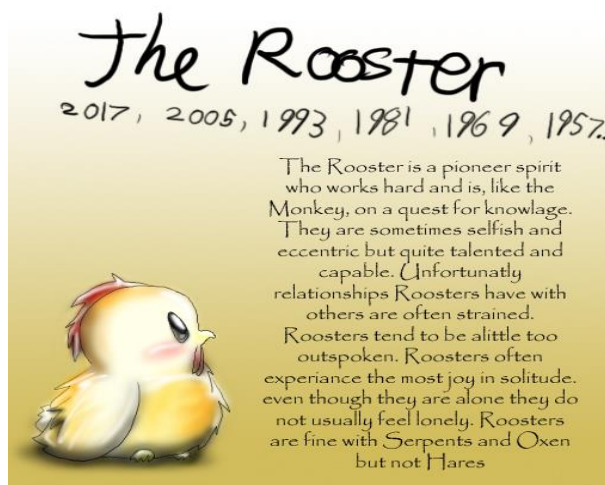 The Rooster
2017, 2005, 1993, 1981, 1969, 1957..
The Rooster is a pioneer spirit
who works hard and is, like the
Monkey, on a quest for knowlage.
They are sometimes selfish and
eccentric but quite talented and
capable. Unfortunatly
relationships Roosters have with
others are often strained.
Roosters tend to be alittle too
outspoken. Roosters often
experiance the most joy in solitude.
even though they are alone they do
not usually feel lonely. Roosters
are fine with Serpents and Oxen
but not Hares